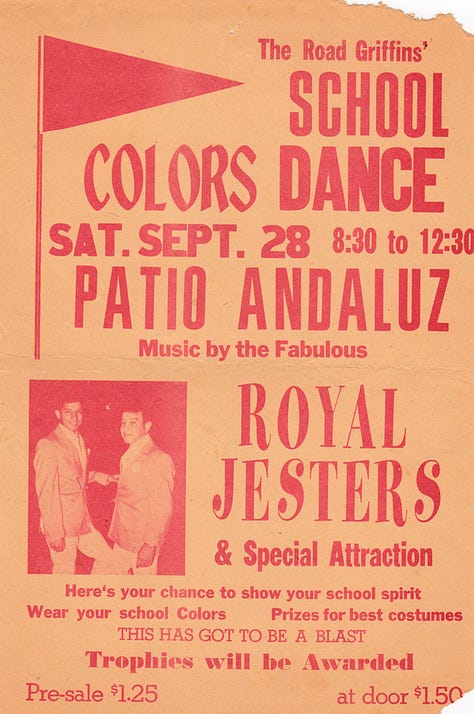 The Road Griffins'
SCHOOL
COLORS DANCE
SAT. SEPT. 28 8:30 to 12:30
PATIO ANDALUZ
Music by the Fabulous
ROYAL
JESTERS
& Special Attraction
Here's your chance to show your school spirit
Wear your school Colors Prizes for best costumes
THIS HAS GOT TO BE A BLAST
Trophies will be Awarded
Pre-sale $1.25 at door $1.50